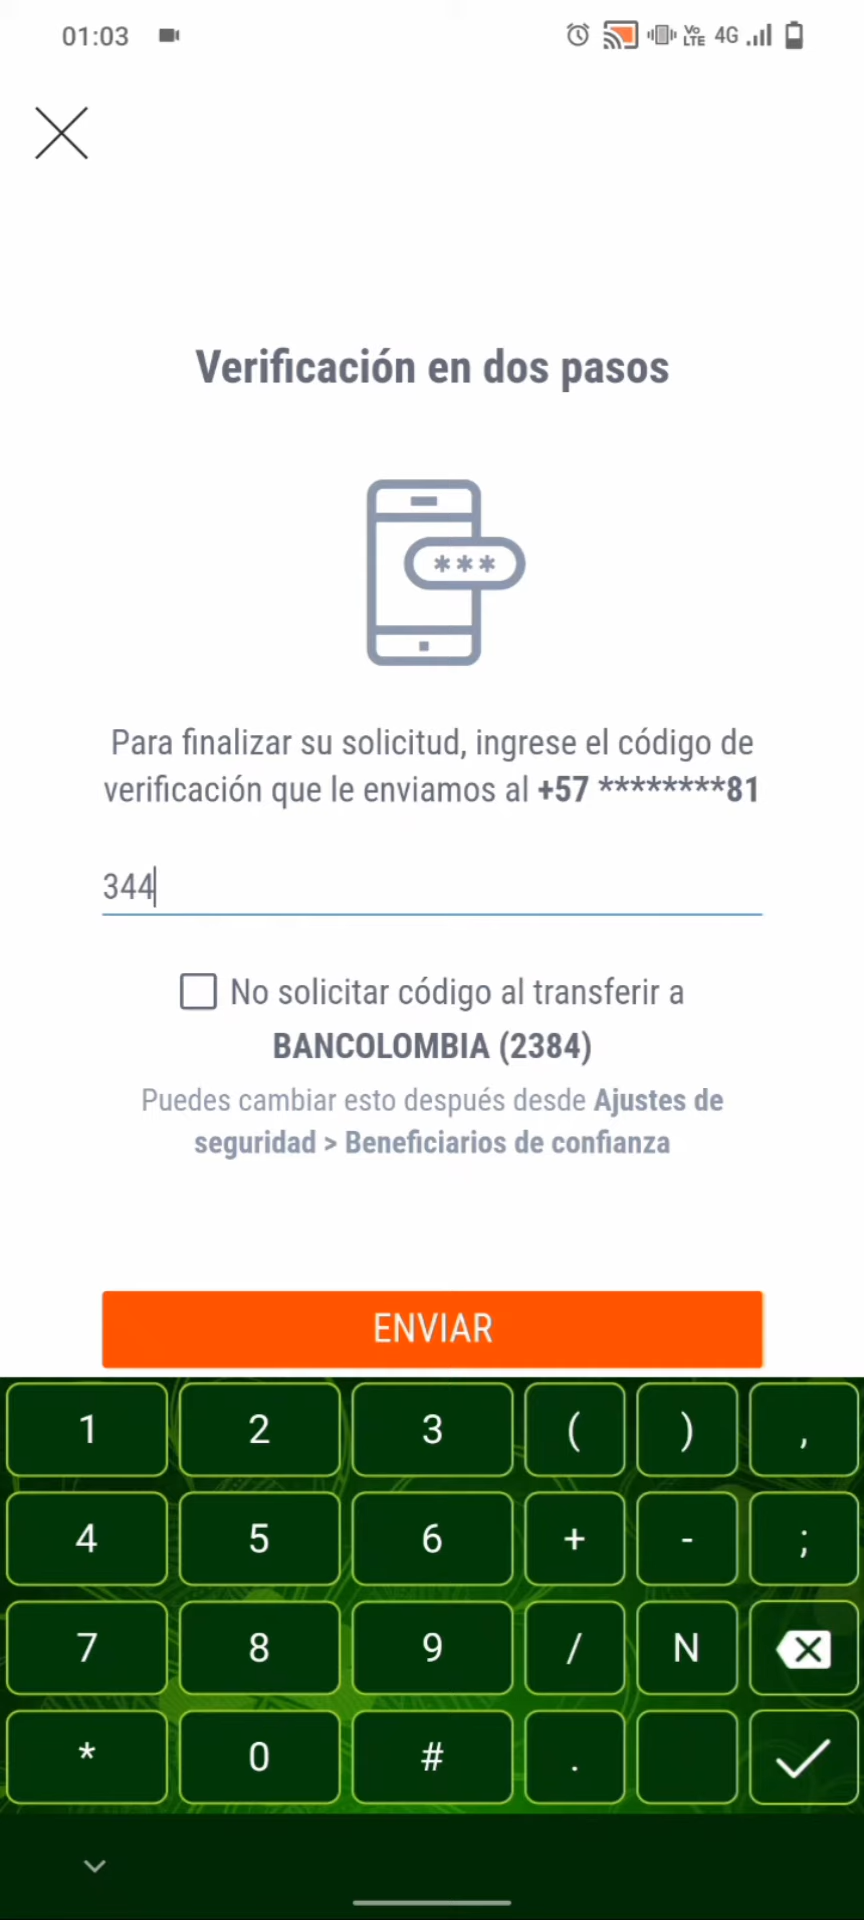 01:03
Vo
LTE 4G
Verificación en dos pasos
***
Para finalizar su solicitud, ingrese el código de
verificación que le enviamos al +57 ********81
344
No solicitar código al transferir a
BANCOLOMBIA (2384)
Puedes cambiar esto después desde Ajustes de
seguridad > Beneficiarios de confianza
ENVIAR
1 2 3 ( ) ,
4 5 6 + - ;
7 8 9 / N
* 0 # .